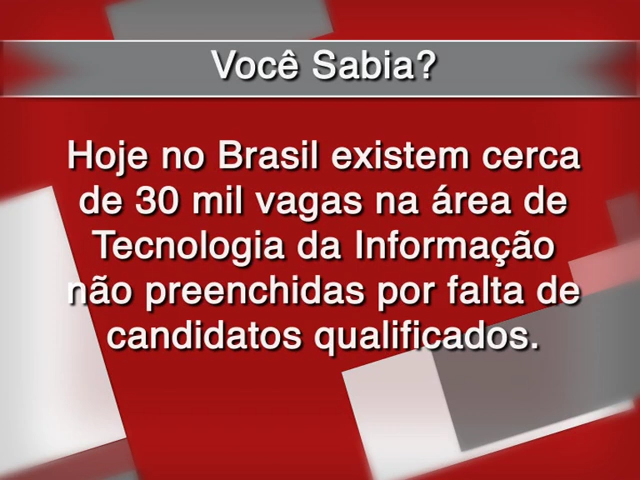 Você Sabia?
Hoje no Brasil existem cerca
de 30 mil vagas na área de
Tecnologia da Informação
não preenchidas por falta de
candidatos qualificados.